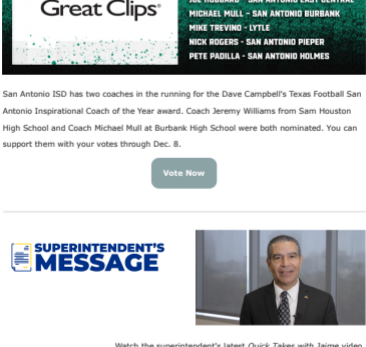 Great Clips®
JOE HUBBARD - SAN ANTONIO EAST CENTRAL
MICHAEL MULL - SAN ANTONIO BURBANK
MIKE TREVINO - LYTLE
NICK ROGERS - SAN ANTONIO PIEPER
PETE PADILLA - SAN ANTONIO HOLMES
San Antonio ISD has two coaches in the running for the Dave Campbell's Texas Football San
Antonio Inspirational Coach of the Year award. Coach Jeremy Williams from Sam Houston
High School and Coach Michael Mull at Burbank High School were both nominated. You can
support them with your votes through Dec. 8.
Vote Now
SUPERINTENDENT'S
MESSAGE
Watch the superintendent's latest Quick Takes with Jaime video